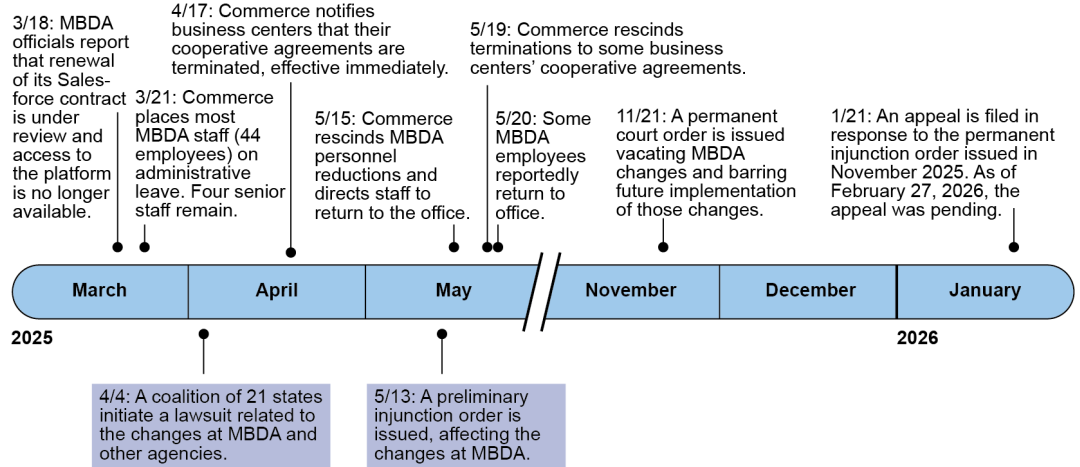 3/18: MBDA
officials report
that renewal
of its Sales-
force contract
is under
review and
access to
the platform
is no longer
available.
3/21: Commerce
places most
MBDA staff (44
employees) on
administrative
leave. Four senior
staff remain.
4/17: Commerce notifies
business centers that their
cooperative agreements are
terminated, effective immediately.
5/15: Commerce
rescinds MBDA
personnel
reductions and
directs staff to
return to the office.
5/19: Commerce rescinds
terminations to some business
centers’ cooperative agreements.
5/20: Some
MBDA
employees
reportedly
return to
office.
11/21: A permanent
court order is issued
vacating MBDA
changes and barring
future implementation
of those changes.
1/21: An appeal is filed in
response to the permanent
injunction order issued in
November 2025. As of
February 27, 2026, the
appeal was pending.
March
April
May
November
December
January
2025
2026
4/4: A coalition of 21 states
initiate a lawsuit related to
the changes at MBDA and
other agencies.
5/13: A preliminary
injunction order is
issued, affecting the
changes at MBDA.